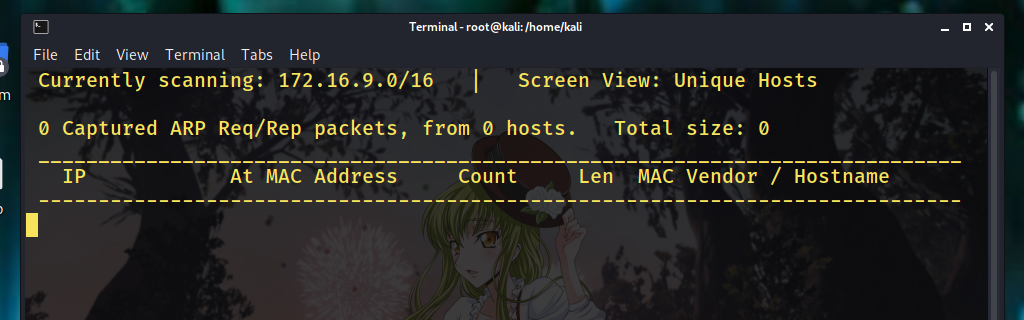 Terminal - root@kali: /home/kali
File Edit View Terminal Tabs Help
Currently scanning: 172.16.9.0/16 | Screen View: Unique Hosts
0 Captured ARP Req/Rep packets, from 0 hosts. Total size: 0
_____________________________________________________________________________
IP At MAC Address Count Len MAC Vendor / Hostname
-----------------------------------------------------------------------------